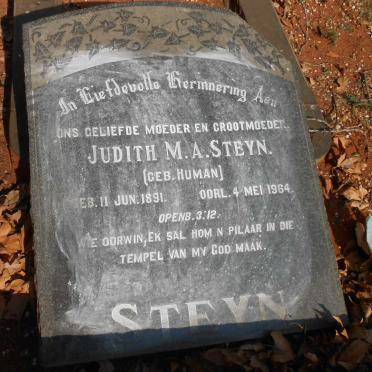 In Liefdevolle Herinnering Aan
ONS GELIEFDE MOEDER EN GROOTMOEDER.
JUDITH M.A. STEYN.
(GEB. HUMAN)
GEB. 11 JUN. 1891. OORL. 4 MEI 1964.
OPENB. 3:12.
WIE OORWIN, EK SAL HOM 'N PILAAR IN DIE
TEMPEL VAN MY GOD MAAK.
STEYN